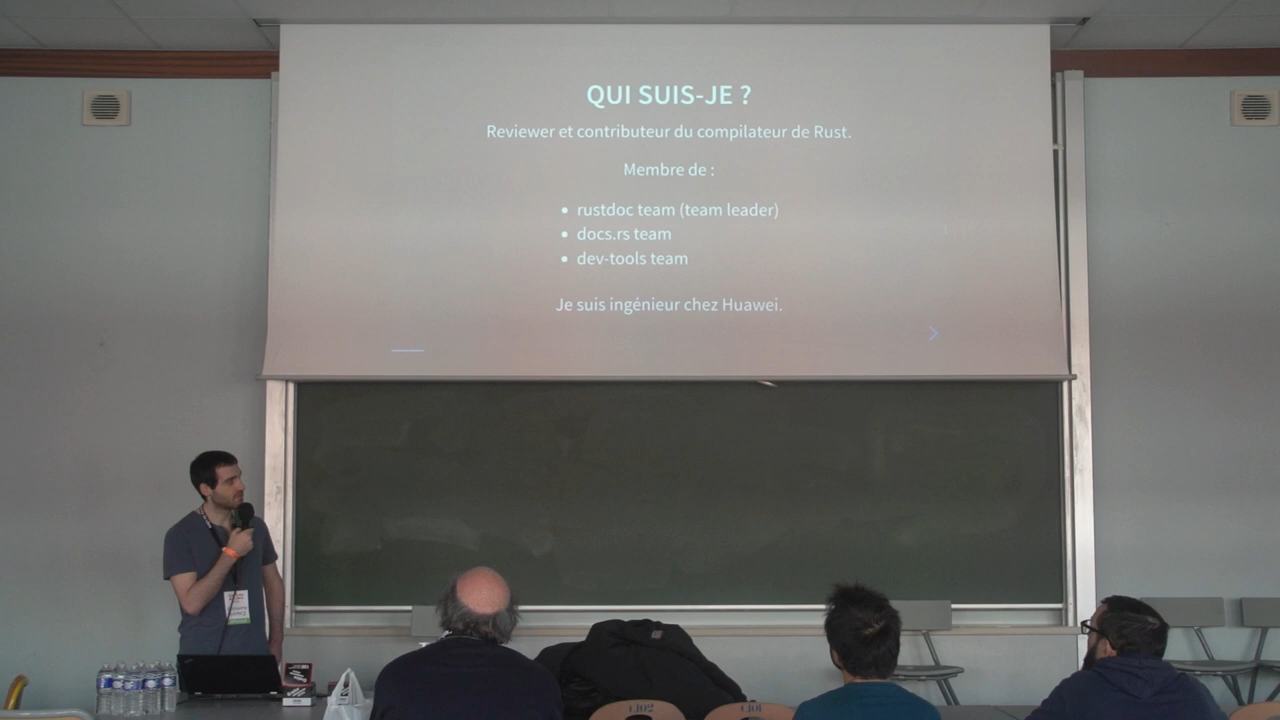 QUI SUIS-JE ?
Reviewer et contributeur du compilateur de Rust.
Membre de :
• rustdoc team (team leader)
• docs.rs team
• dev-tools team
Je suis ingénieur chez Huawei.